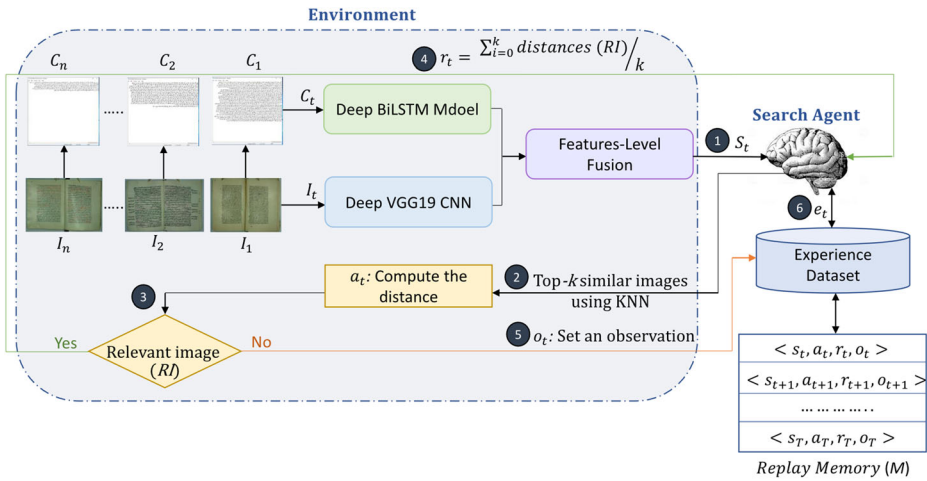 Environment
4 r_t = ∑_{i=0}^{k} distances (RI) / k
C_n C_2 C_1
.....
C_t
Deep BiLSTM Mdoel
Search Agent
Features-Level
Fusion
1 S_t
I_t
Deep VGG19 CNN
.....
I_n I_2 I_1
6 e_t
Experience
Dataset
a_t: Compute the
distance
2 Top-k similar images
using KNN
3
5 o_t: Set an observation
Yes
No
Relevant image
(RI)
< s_t, a_t, r_t, o_t >
< s_{t+1}, a_{t+1}, r_{t+1}, o_{t+1} >
... ... ... ... ..
< s_T, a_T, r_T, o_T >
Replay Memory (M)